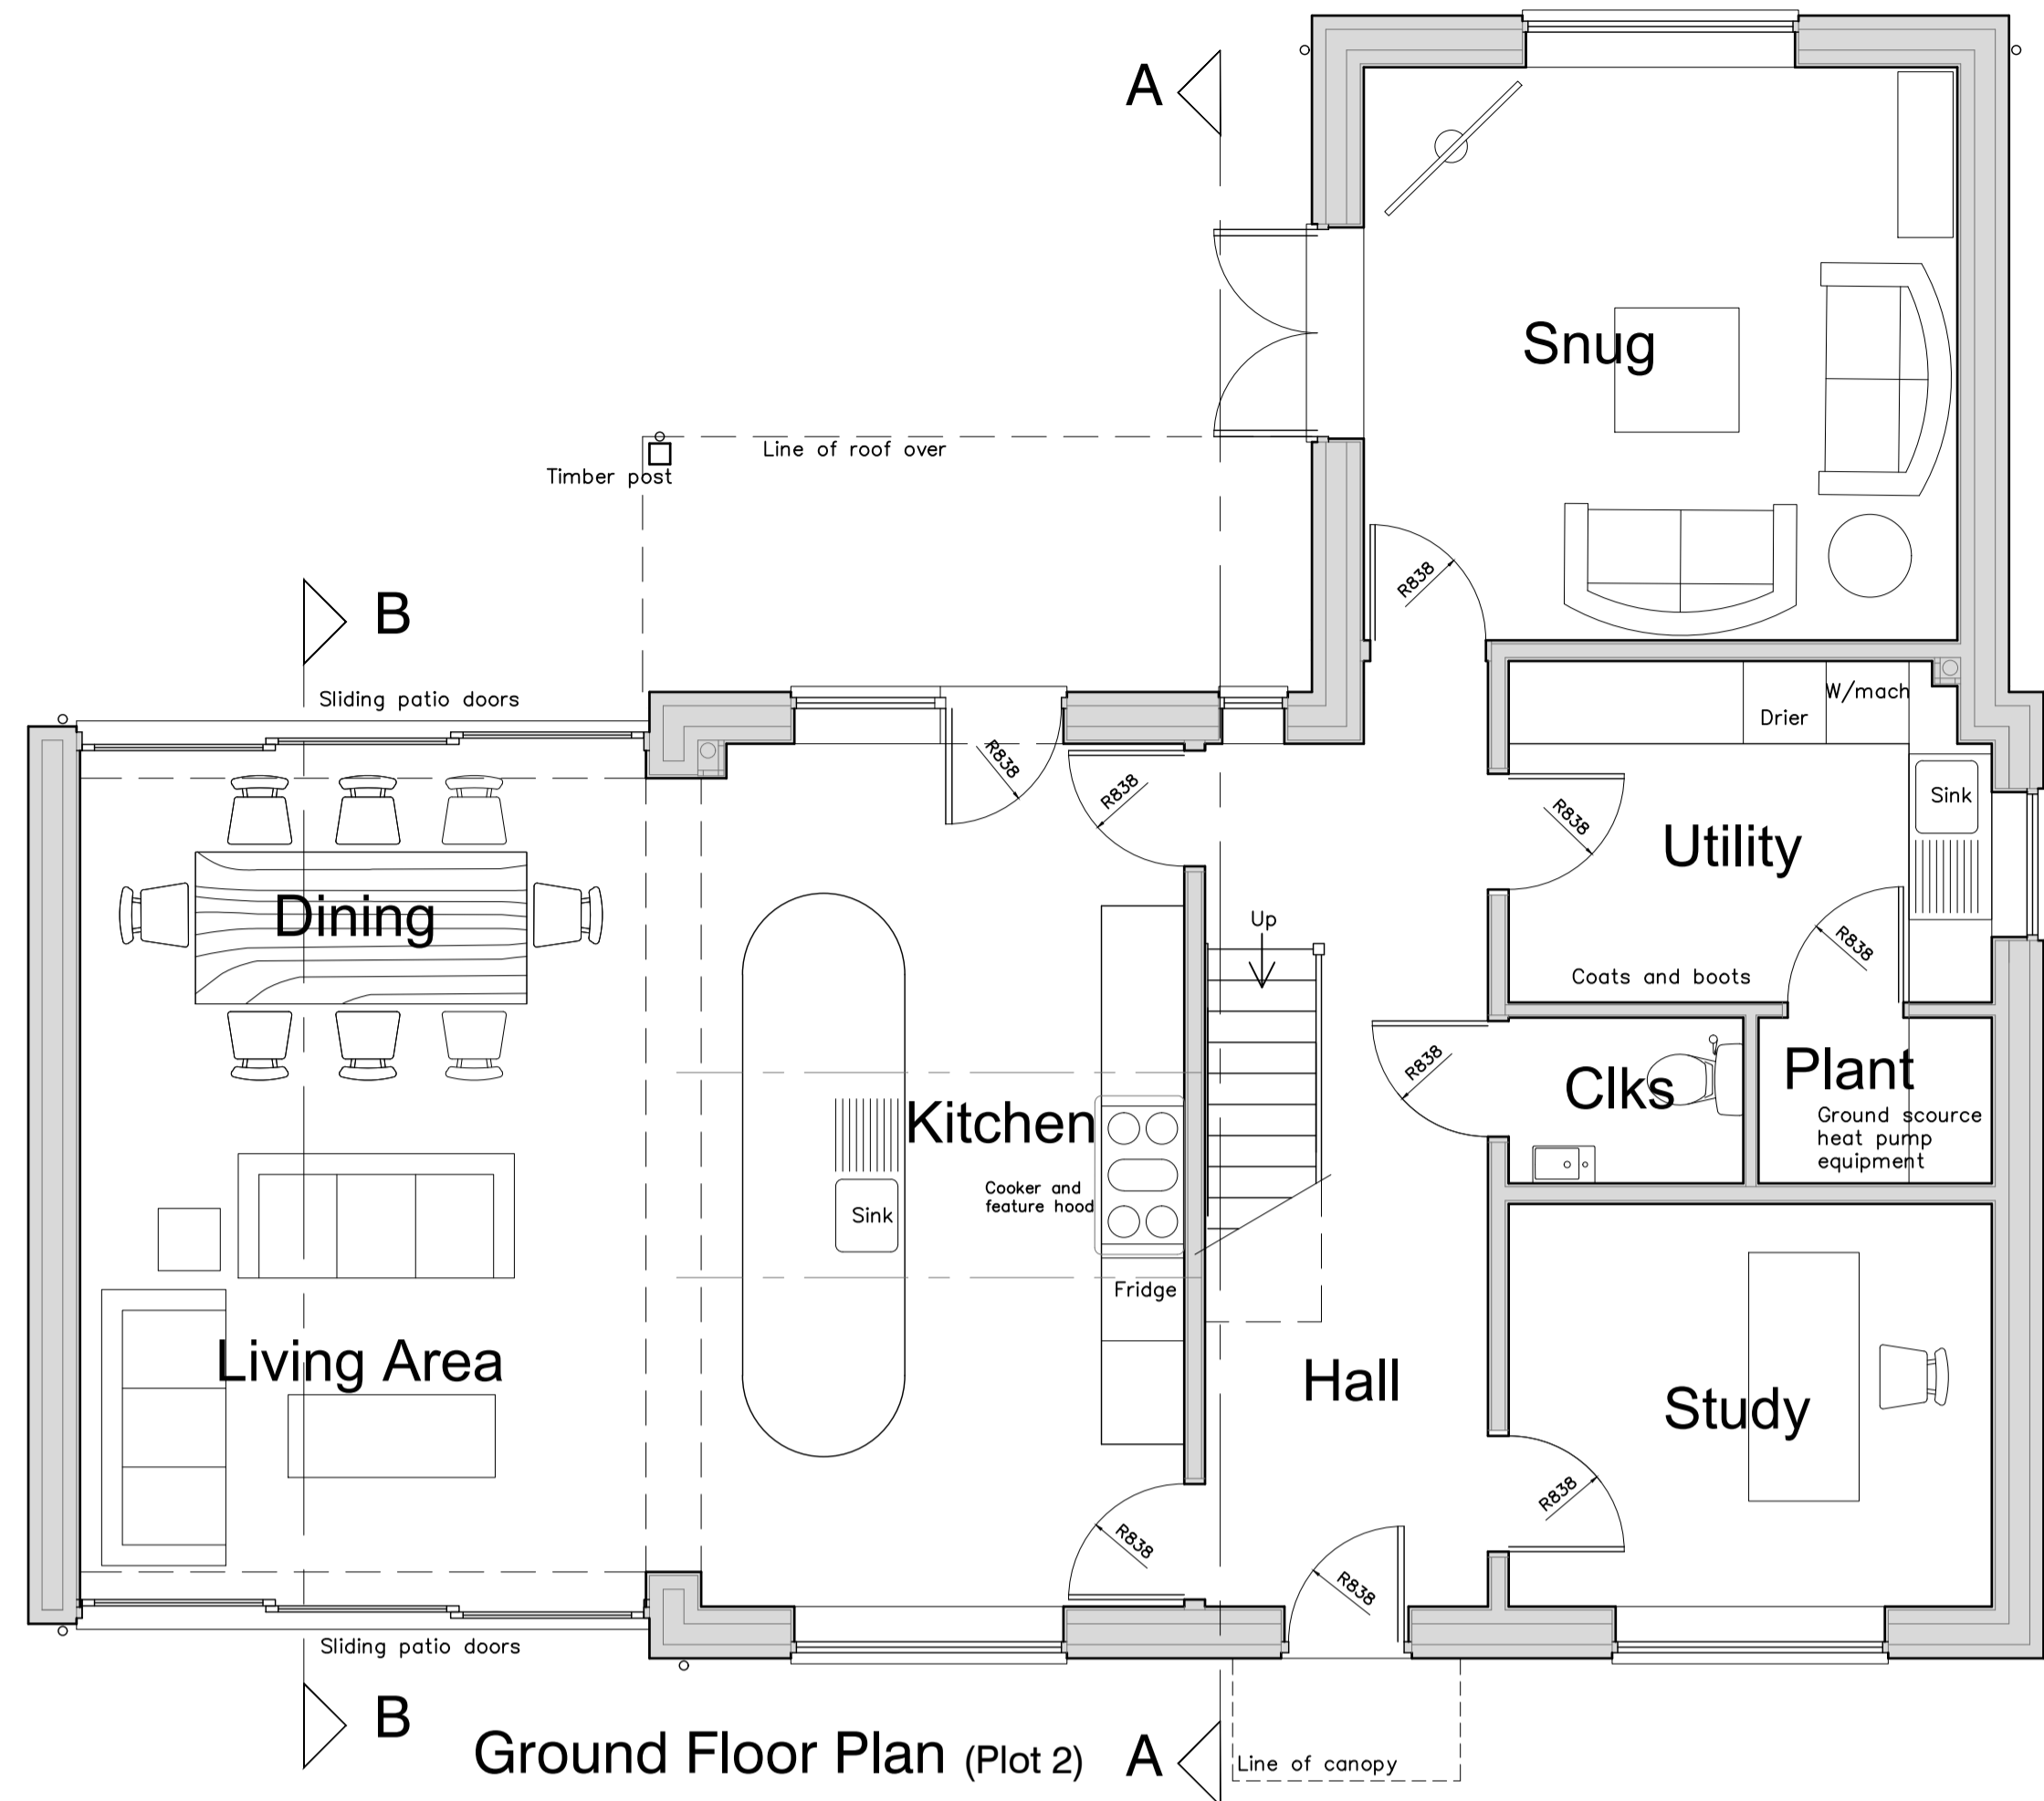 A
Snug
Line of roof over
Timber post
R838
B
Sliding patio doors
W/mach
Drier
R838
R838
Sink
R838
Utility
Dining
Up
R838
Coats and boots
R838
Clks
Plant
Kitchen
Ground scource
heat pump
equipment
Cooker and
feature hood
Sink
Fridge
Living Area
Hall
Study
R838
R838
R838
Sliding patio doors
B
Ground Floor Plan (Plot 2)
A
Line of canopy